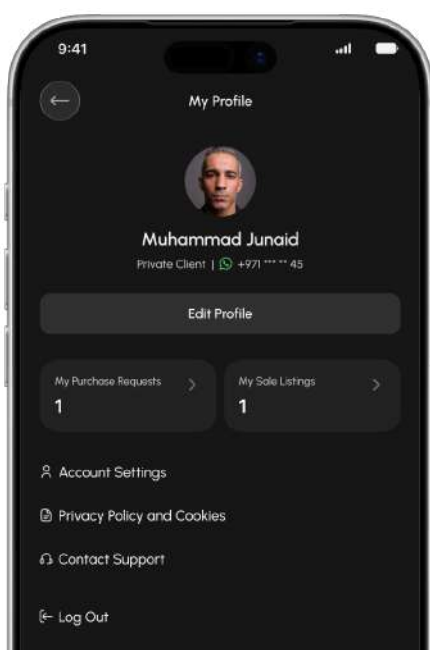 9:41
My Profile
Muhammad Junaid
Private Client | +971 *** ** 45
Edit Profile
My Purchase Requests
1
My Sale Listings
1
Account Settings
Privacy Policy and Cookies
Contact Support
Log Out